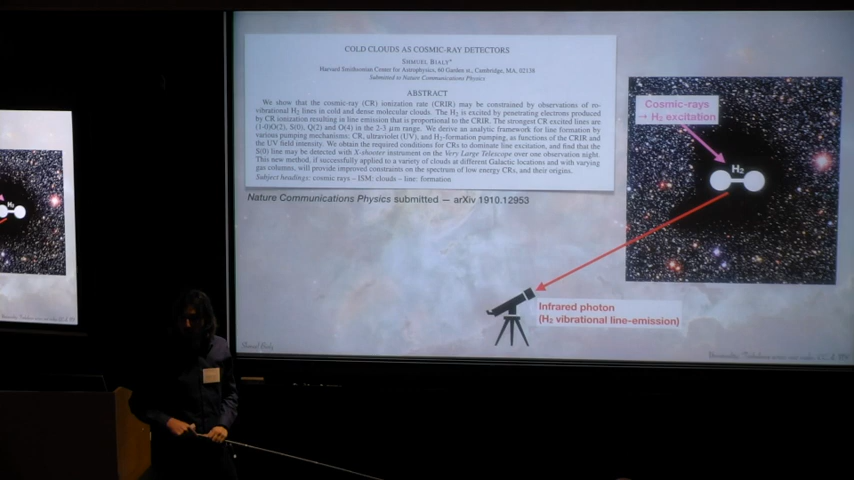 COLD CLOUDS AS COSMIC-RAY DETECTORS
SHMUEL BIALY*
Harvard Smithsonian Center for Astrophysics, 60 Garden st., Cambridge, MA, 02138
Submitted to Nature Communications Physics
ABSTRACT
We show that the cosmic-ray (CR) ionization rate (CRIR) may be constrained by observations of ro-
vibrational H₂ lines in cold and dense molecular clouds. The H₂ is excited by penetrating electrons produced
by CR ionization resulting in line emission that is proportional to the CRIR. The strongest CR excited lines are
(1-0)O(2), S(0), Q(2) and O(4) in the 2-3 μm range. We derive an analytic framework for line formation by
various pumping mechanisms: CR, ultraviolet (UV), and H₂-formation pumping, as functions of the CRIR and
the UV field intensity. We obtain the required conditions for CRs to dominate line excitation, and find that the
S(0) line may be detected with X-shooter instrument on the Very Large Telescope over one observation night.
This new method, if successfully applied to a variety of clouds at different Galactic locations and with varying
gas columns, will provide improved constraints on the spectrum of low energy CRs, and their origins.
Subject headings: cosmic rays – ISM: clouds – line: formation
Nature Communications Physics submitted — arXiv 1910.12953
Cosmic-rays
→ H₂ excitation
H₂
Infrared photon
(H₂ vibrational line-emission)
Shmuel Bialy
H₂